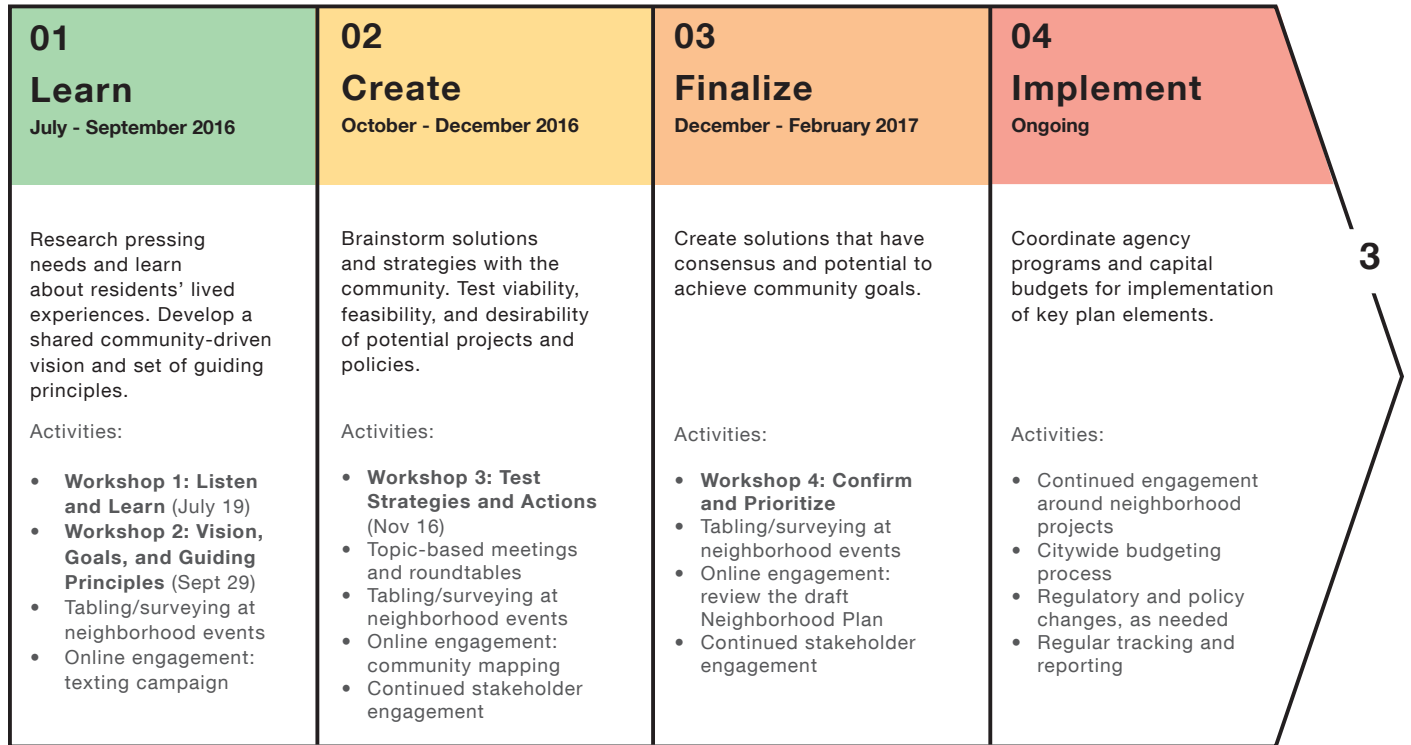 01
Learn
July - September 2016
Research pressing
needs and learn
about residents’ lived
experiences. Develop a
shared community-driven
vision and set of guiding
principles.
Activities:
• Workshop 1: Listen
and Learn (July 19)
• Workshop 2: Vision,
Goals, and Guiding
Principles (Sept 29)
• Tabling/surveying at
neighborhood events
• Online engagement:
texting campaign
02
Create
October - December 2016
Brainstorm solutions
and strategies with the
community. Test viability,
feasibility, and desirability
of potential projects and
policies.
Activities:
• Workshop 3: Test
Strategies and Actions
(Nov 16)
• Topic-based meetings
and roundtables
• Tabling/surveying at
neighborhood events
• Online engagement:
community mapping
• Continued stakeholder
engagement
03
Finalize
December - February 2017
Create solutions that have
consensus and potential to
achieve community goals.
Activities:
• Workshop 4: Confirm
and Prioritize
• Tabling/surveying at
neighborhood events
• Online engagement:
review the draft
Neighborhood Plan
• Continued stakeholder
engagement
04
Implement
Ongoing
Coordinate agency
programs and capital
budgets for implementation
of key plan elements.
Activities:
• Continued engagement
around neighborhood
projects
• Citywide budgeting
process
• Regulatory and policy
changes, as needed
• Regular tracking and
reporting
3